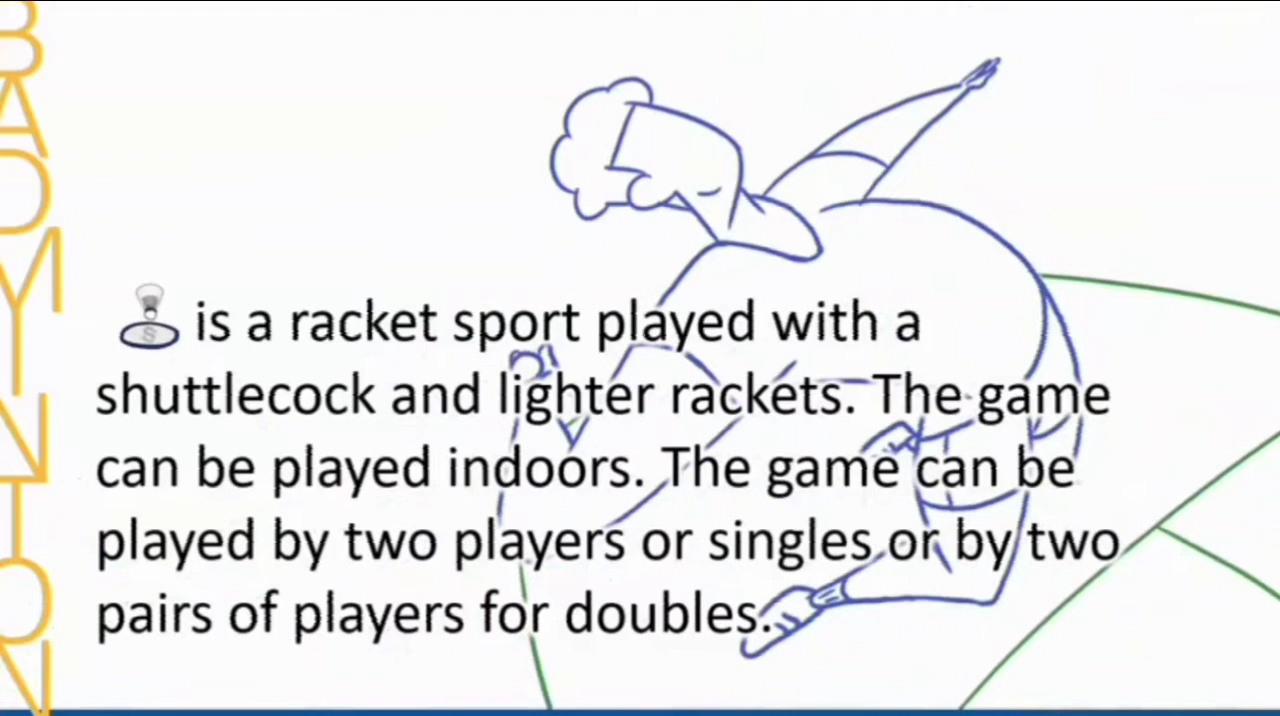 BADMINTON
is a racket sport played with a
shuttlecock and lighter rackets. The game
can be played indoors. The game can be
played by two players or singles or by two
pairs of players for doubles.